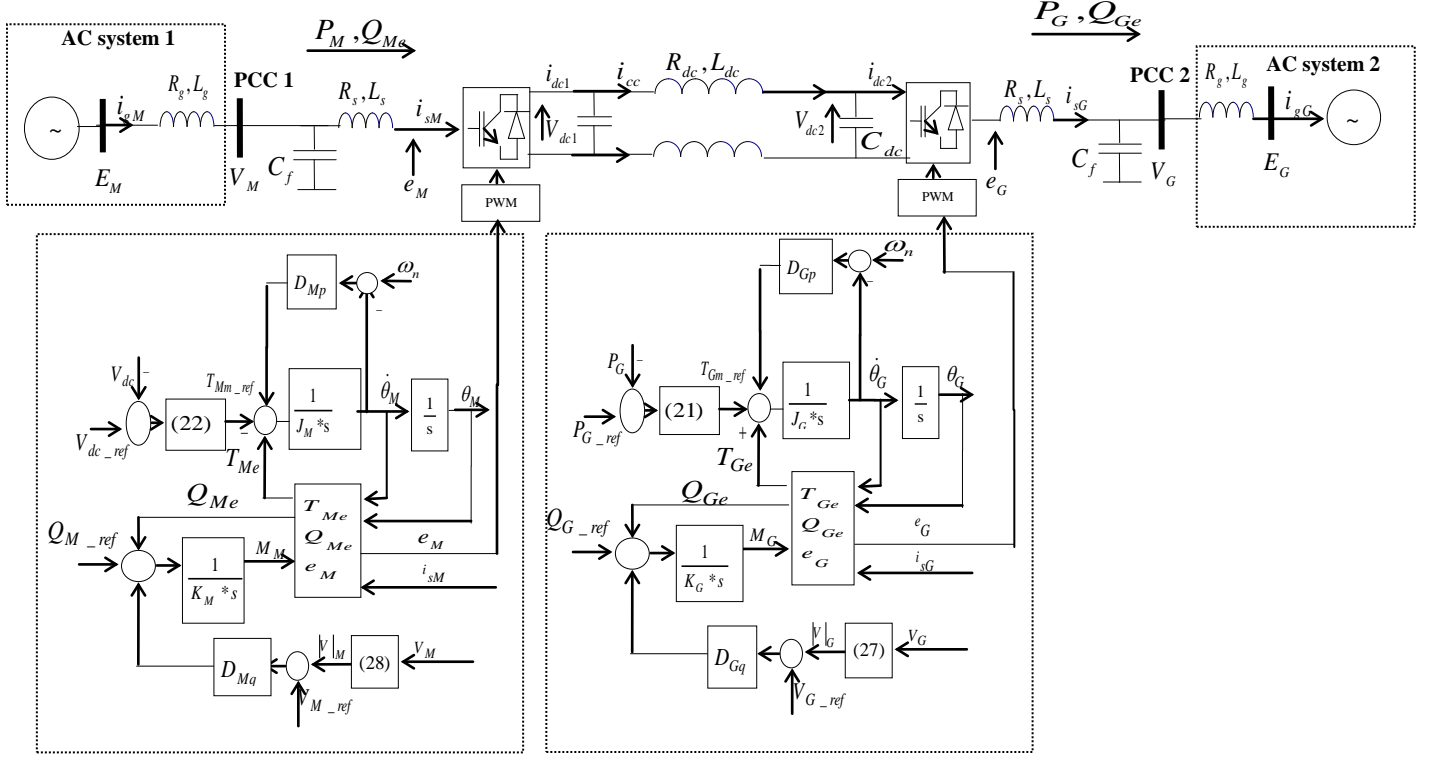 AC system 1
P_M , Q_Me
P_G , Q_Ge
AC system 2
R_g , L_g
PCC 1
R_s , L_s
i_gM
i_sM
i_dc1
i_cc
R_dc , L_dc
i_dc2
R_s , L_s
i_sG
PCC 2
R_g , L_g
i_gG
~
~
V_dc1
V_dc2
C_dc
E_M
V_M
C_f
e_M
e_G
C_f
V_G
E_G
PWM
PWM
D_Mp
ω_n
−
V_dc
−
T_Mm_ref
(22)
−
V_dc_ref
1
J_M *s
θ̇_M
1
s
θ_M
T_Me
Q_Me
T_Me
Q_Me
e_M
e_M
i_sM
Q_M_ref
1
K_M *s
M_M
D_Mq
|V|_M
(28)
V_M
V_M_ref
D_Gp
ω_n
−
P_G
−
T_Gm_ref
(21)
P_G_ref
+
1
J_G *s
θ̇_G
1
s
θ_G
T_Ge
Q_Ge
T_Ge
Q_Ge
e_G
e_G
i_sG
Q_G_ref
1
K_G *s
M_G
D_Gq
|V|_G
(27)
V_G
V_G_ref